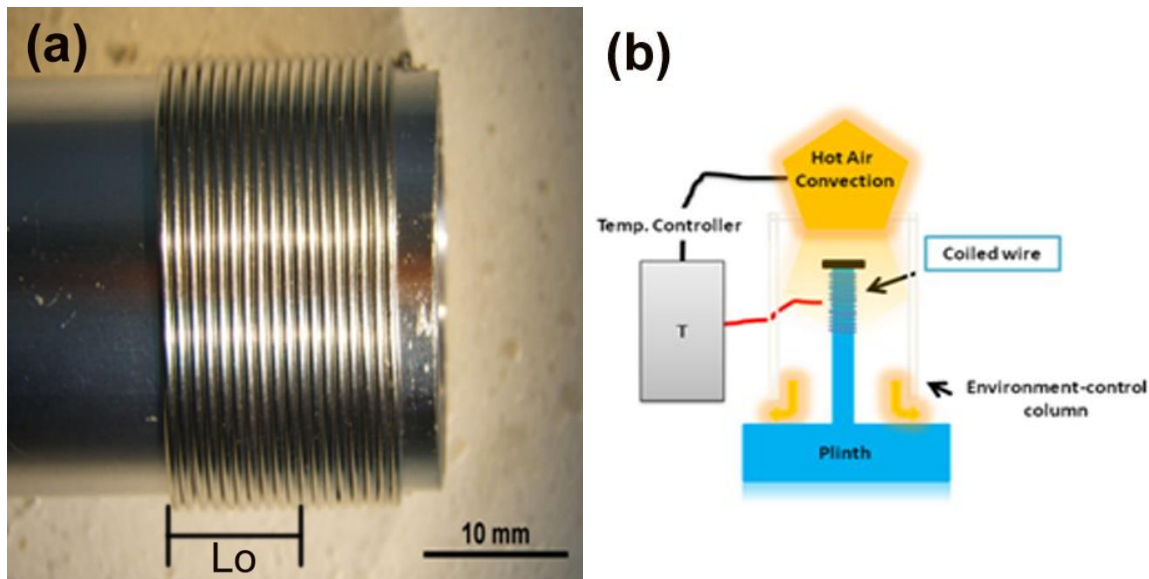 (a)
Lo
10 mm
(b)
Hot Air
Convection
Temp. Controller
Coiled wire
T
Environment-control
column
Plinth